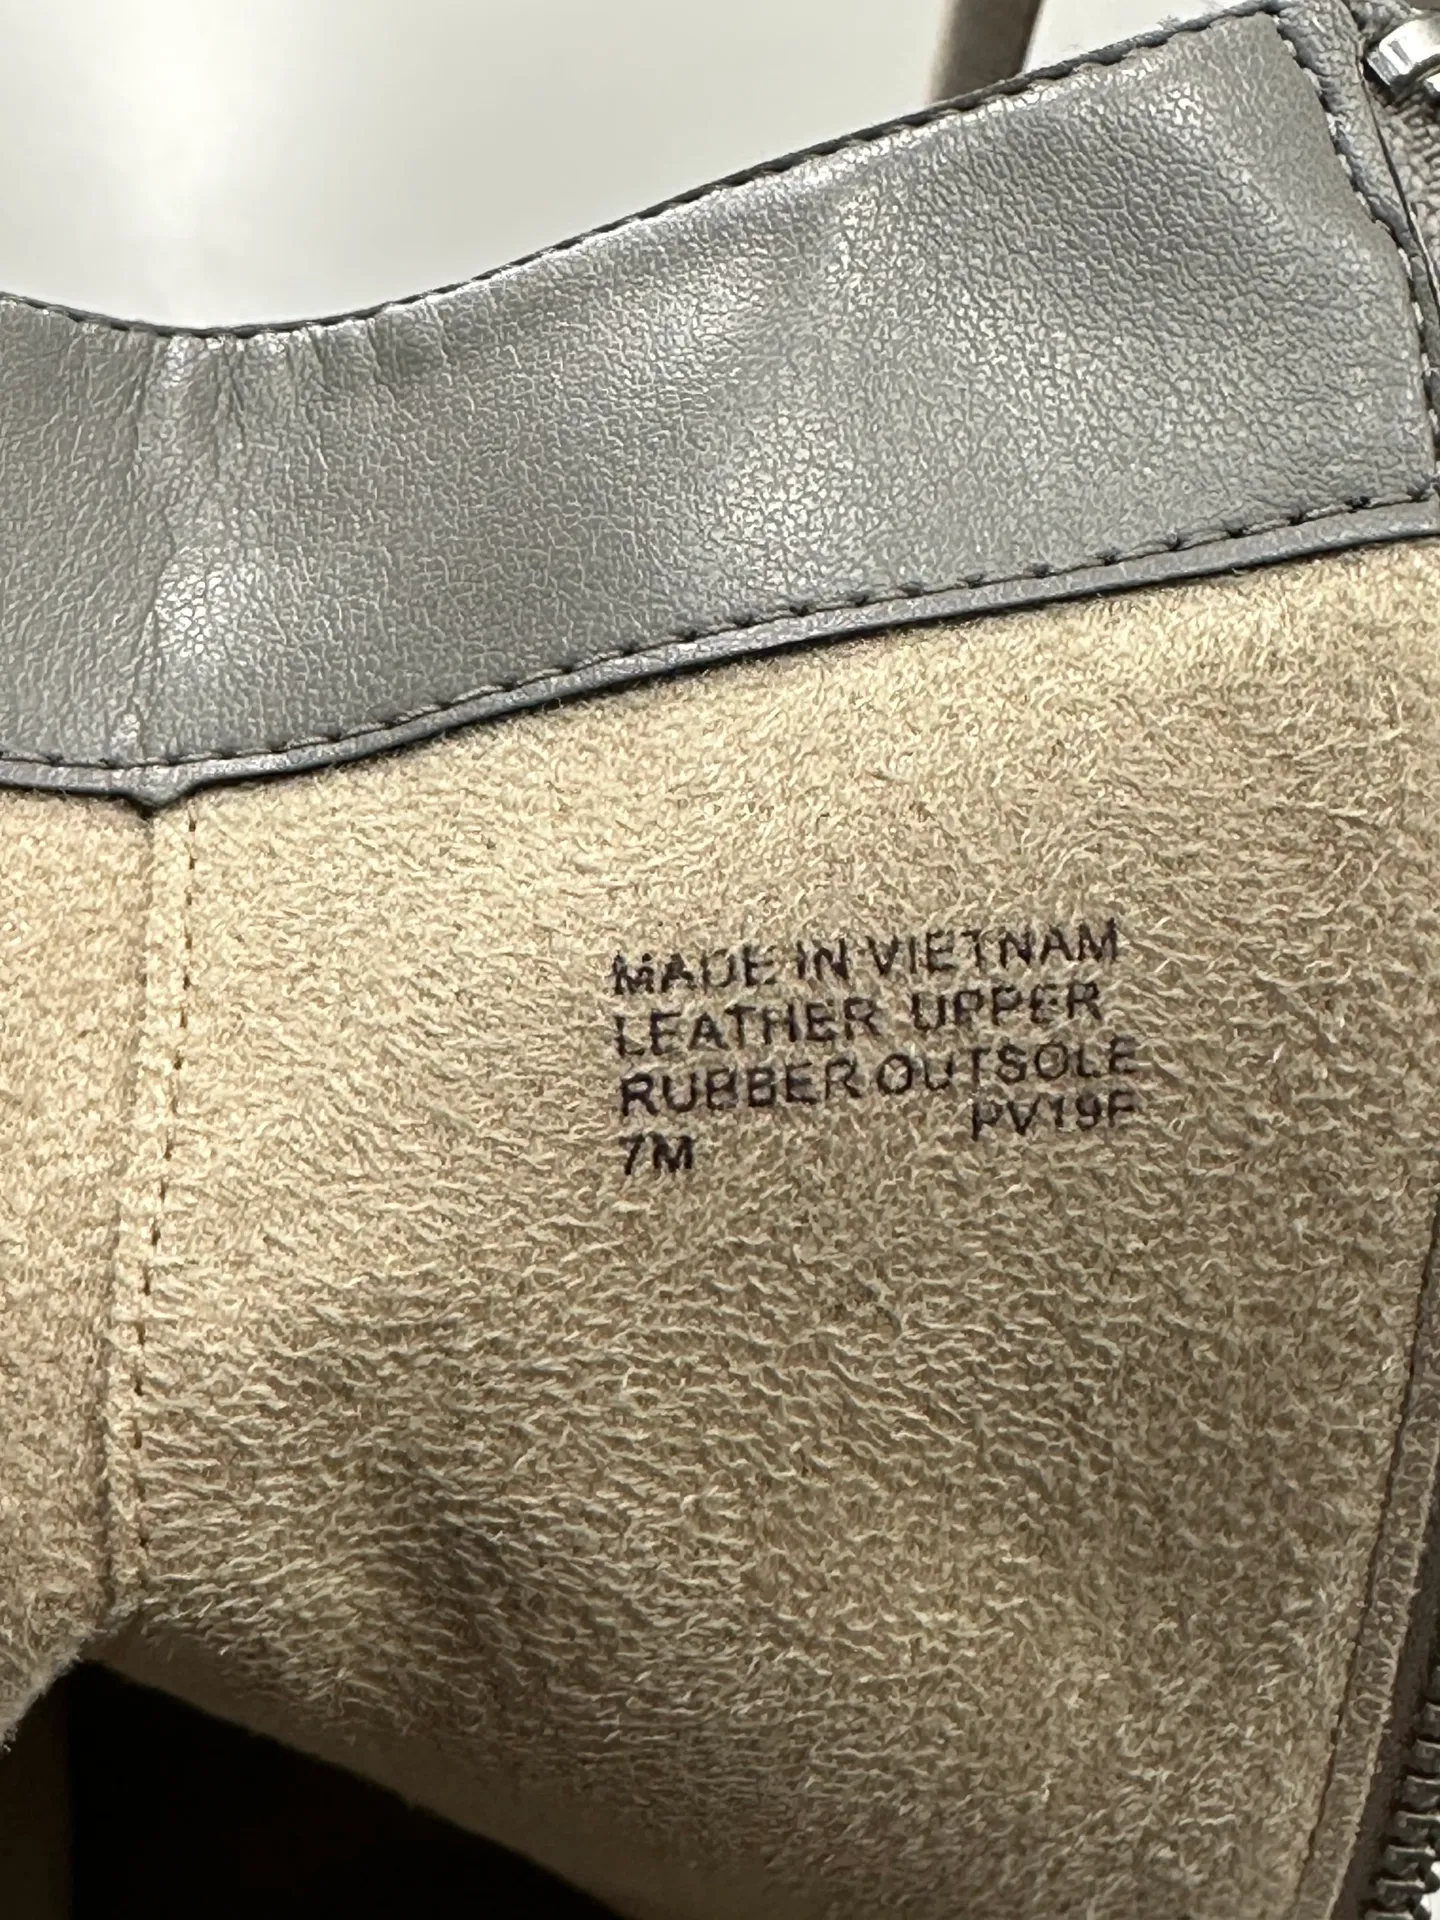 MADE IN VIETNAM
LEATHER UPPER
RUBBER OUTSOLE
PV19F
7M